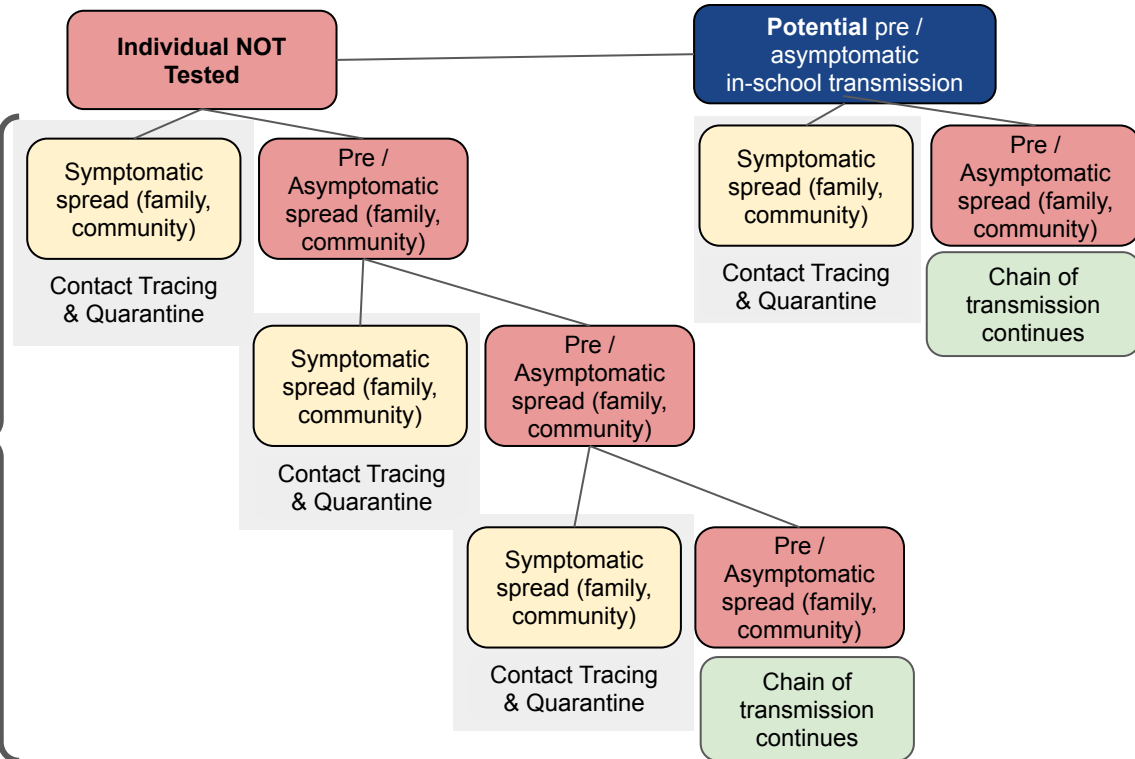 Individual NOT
Tested
Potential pre /
asymptomatic
in-school transmission
Symptomatic
spread (family,
community)
Contact Tracing
& Quarantine
Pre /
Asymptomatic
spread (family,
community)
Symptomatic
spread (family,
community)
Contact Tracing
& Quarantine
Pre /
Asymptomatic
spread (family,
community)
Chain of
transmission
continues
Symptomatic
spread (family,
community)
Contact Tracing
& Quarantine
Pre /
Asymptomatic
spread (family,
community)
Symptomatic
spread (family,
community)
Contact Tracing
& Quarantine
Pre /
Asymptomatic
spread (family,
community)
Chain of
transmission
continues